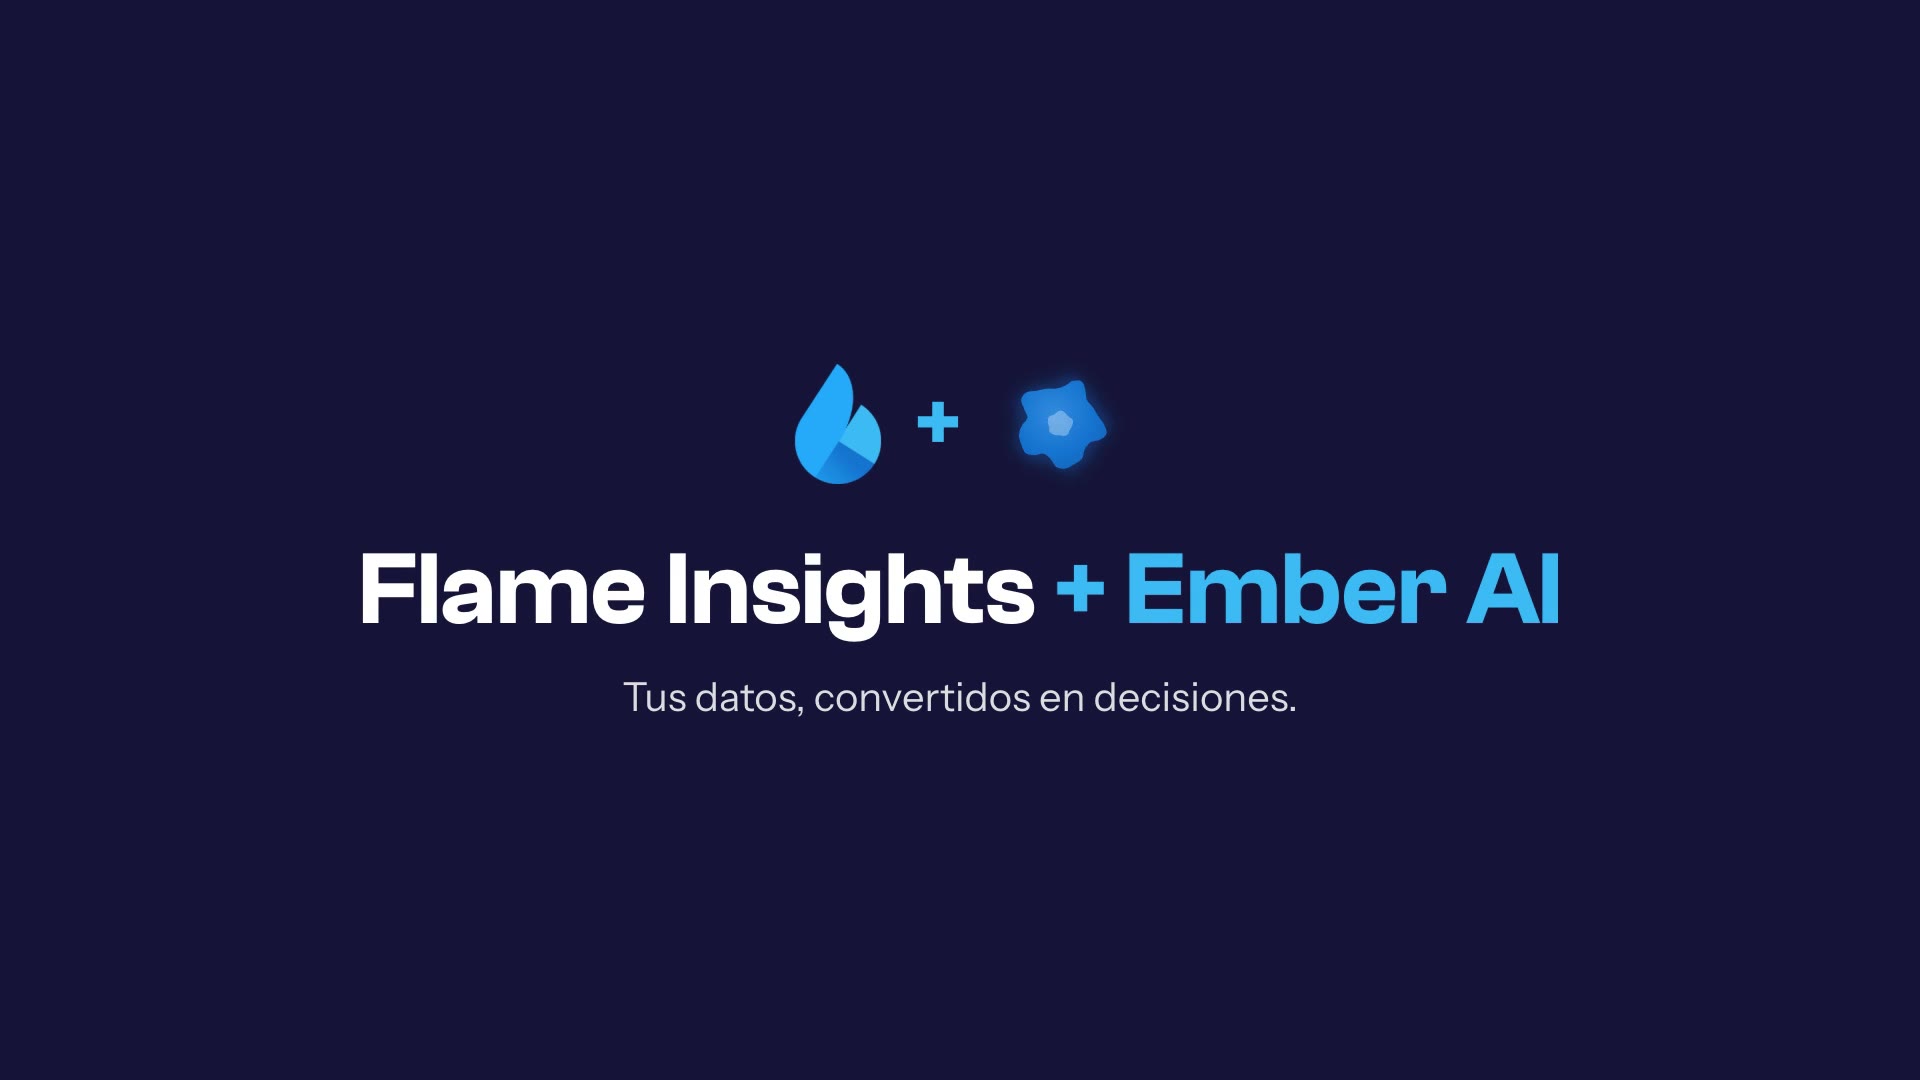 Flame Insights + Ember AI
Tus datos, convertidos en decisiones.